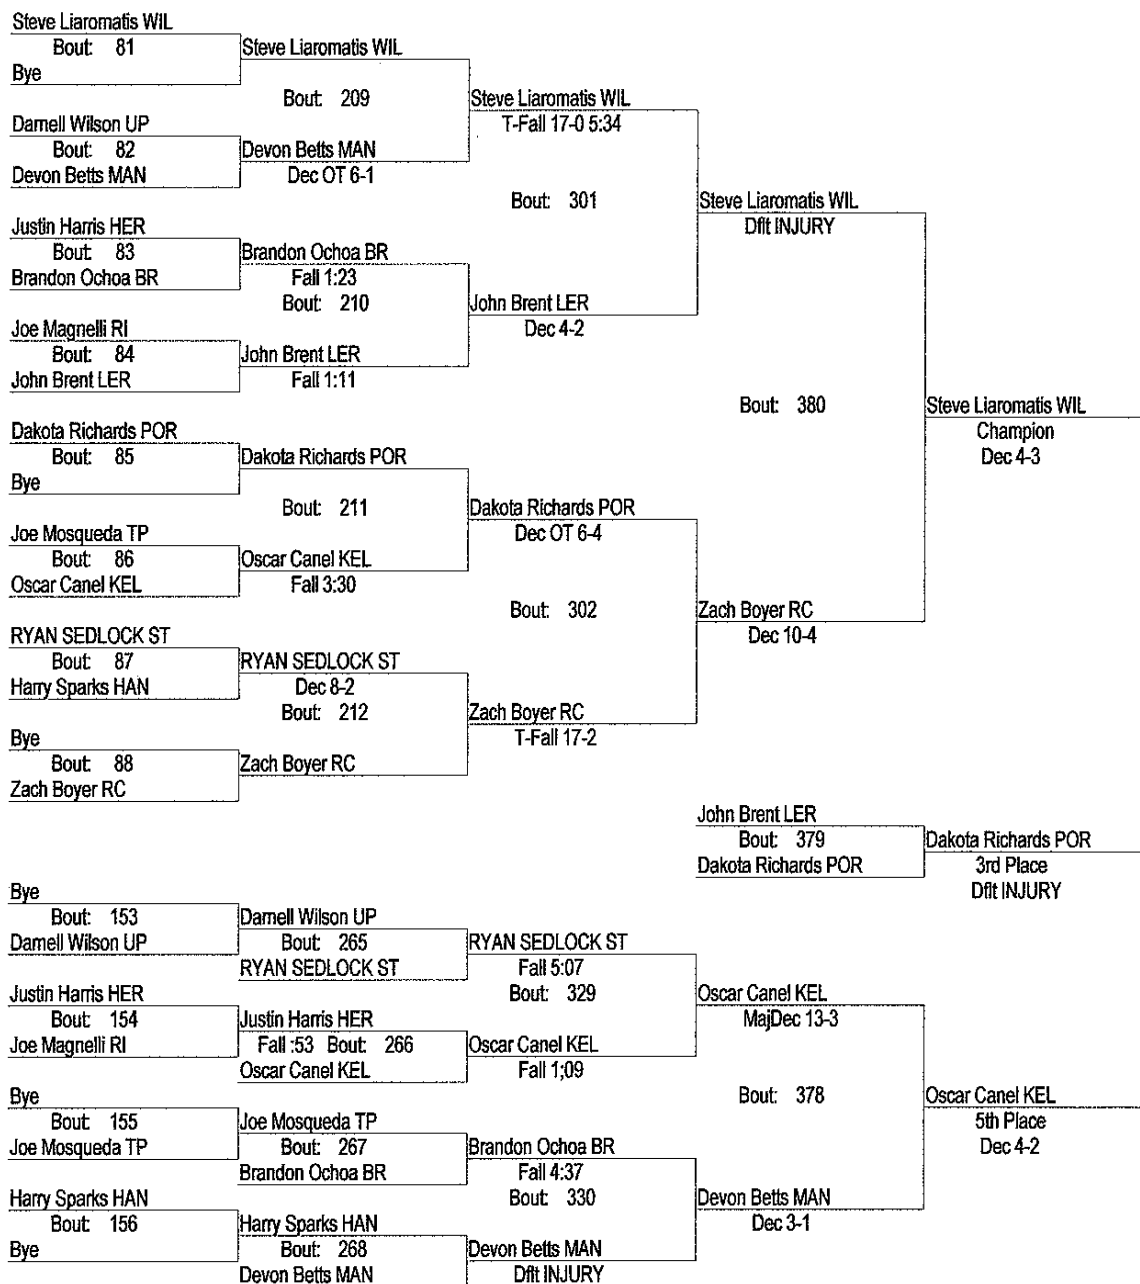 Steve Liaromatis WIL
Bout: 81
Bye
Steve Liaromatis WIL
Bout: 209
Darnell Wilson UP
Bout: 82
Devon Betts MAN
Devon Betts MAN
Dec OT 6-1
Steve Liaromatis WIL
T-Fall 17-0 5:34
Bout: 301
Justin Harris HER
Bout: 83
Brandon Ochoa BR
Brandon Ochoa BR
Fall 1:23
Bout: 210
Joe Magnelli RI
Bout: 84
John Brent LER
John Brent LER
Fall 1:11
John Brent LER
Dec 4-2
Steve Liaromatis WIL
Dflt INJURY
Bout: 380
Steve Liaromatis WIL
Champion
Dec 4-3
Dakota Richards POR
Bout: 85
Bye
Dakota Richards POR
Bout: 211
Joe Mosqueda TP
Bout: 86
Oscar Canel KEL
Oscar Canel KEL
Fall 3:30
Dakota Richards POR
Dec OT 6-4
Bout: 302
RYAN SEDLOCK ST
Bout: 87
Harry Sparks HAN
RYAN SEDLOCK ST
Dec 8-2
Bout: 212
Bye
Bout: 88
Zach Boyer RC
Zach Boyer RC
Zach Boyer RC
T-Fall 17-2
Zach Boyer RC
Dec 10-4
John Brent LER
Bout: 379
Dakota Richards POR
Dakota Richards POR
3rd Place
Dflt INJURY
Bye
Bout: 153
Darnell Wilson UP
Darnell Wilson UP
Bout: 265
RYAN SEDLOCK ST
RYAN SEDLOCK ST
Fall 5:07
Bout: 329
Justin Harris HER
Bout: 154
Joe Magnelli RI
Justin Harris HER
Fall :53 Bout: 266
Oscar Canel KEL
Oscar Canel KEL
Fall 1;09
Oscar Canel KEL
MajDec 13-3
Bout: 378
Oscar Canel KEL
5th Place
Dec 4-2
Bye
Bout: 155
Joe Mosqueda TP
Joe Mosqueda TP
Bout: 267
Brandon Ochoa BR
Brandon Ochoa BR
Fall 4:37
Bout: 330
Harry Sparks HAN
Bout: 156
Bye
Harry Sparks HAN
Bout: 268
Devon Betts MAN
Devon Betts MAN
Dflt INJURY
Devon Betts MAN
Dec 3-1